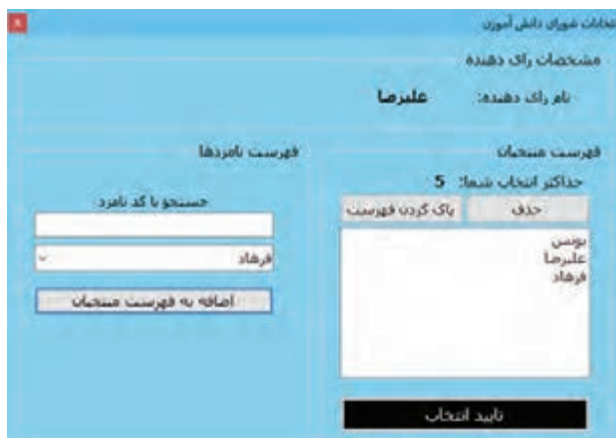 انتخابات شورای دانش آموزی
مشخصات رای دهنده
نام رای دهنده: علیرضا
فهرست منتخبان
حداکثر انتخاب شما: 5
حذف
پاک کردن فهرست
یونس
علیرضا
فرهاد
تایید انتخاب
فهرست نامزدها
جستجو با کد نامزد
فرهاد
اضافه به فهرست منتخبان